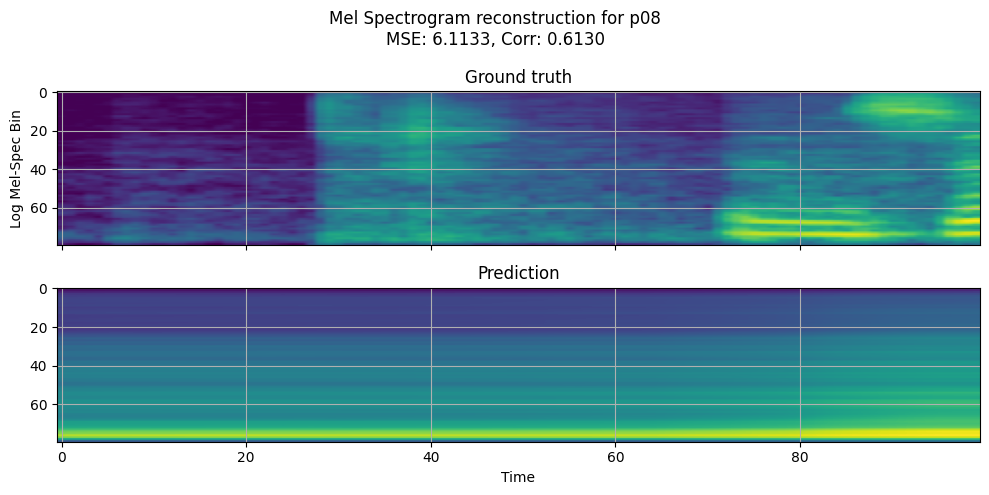 Mel Spectrogram reconstruction for p08
MSE: 6.1133, Corr: 0.6130
Ground truth
Log Mel-Spec Bin
0
20
40
60
Prediction
0
20
40
60
0 20 40 60 80
Time